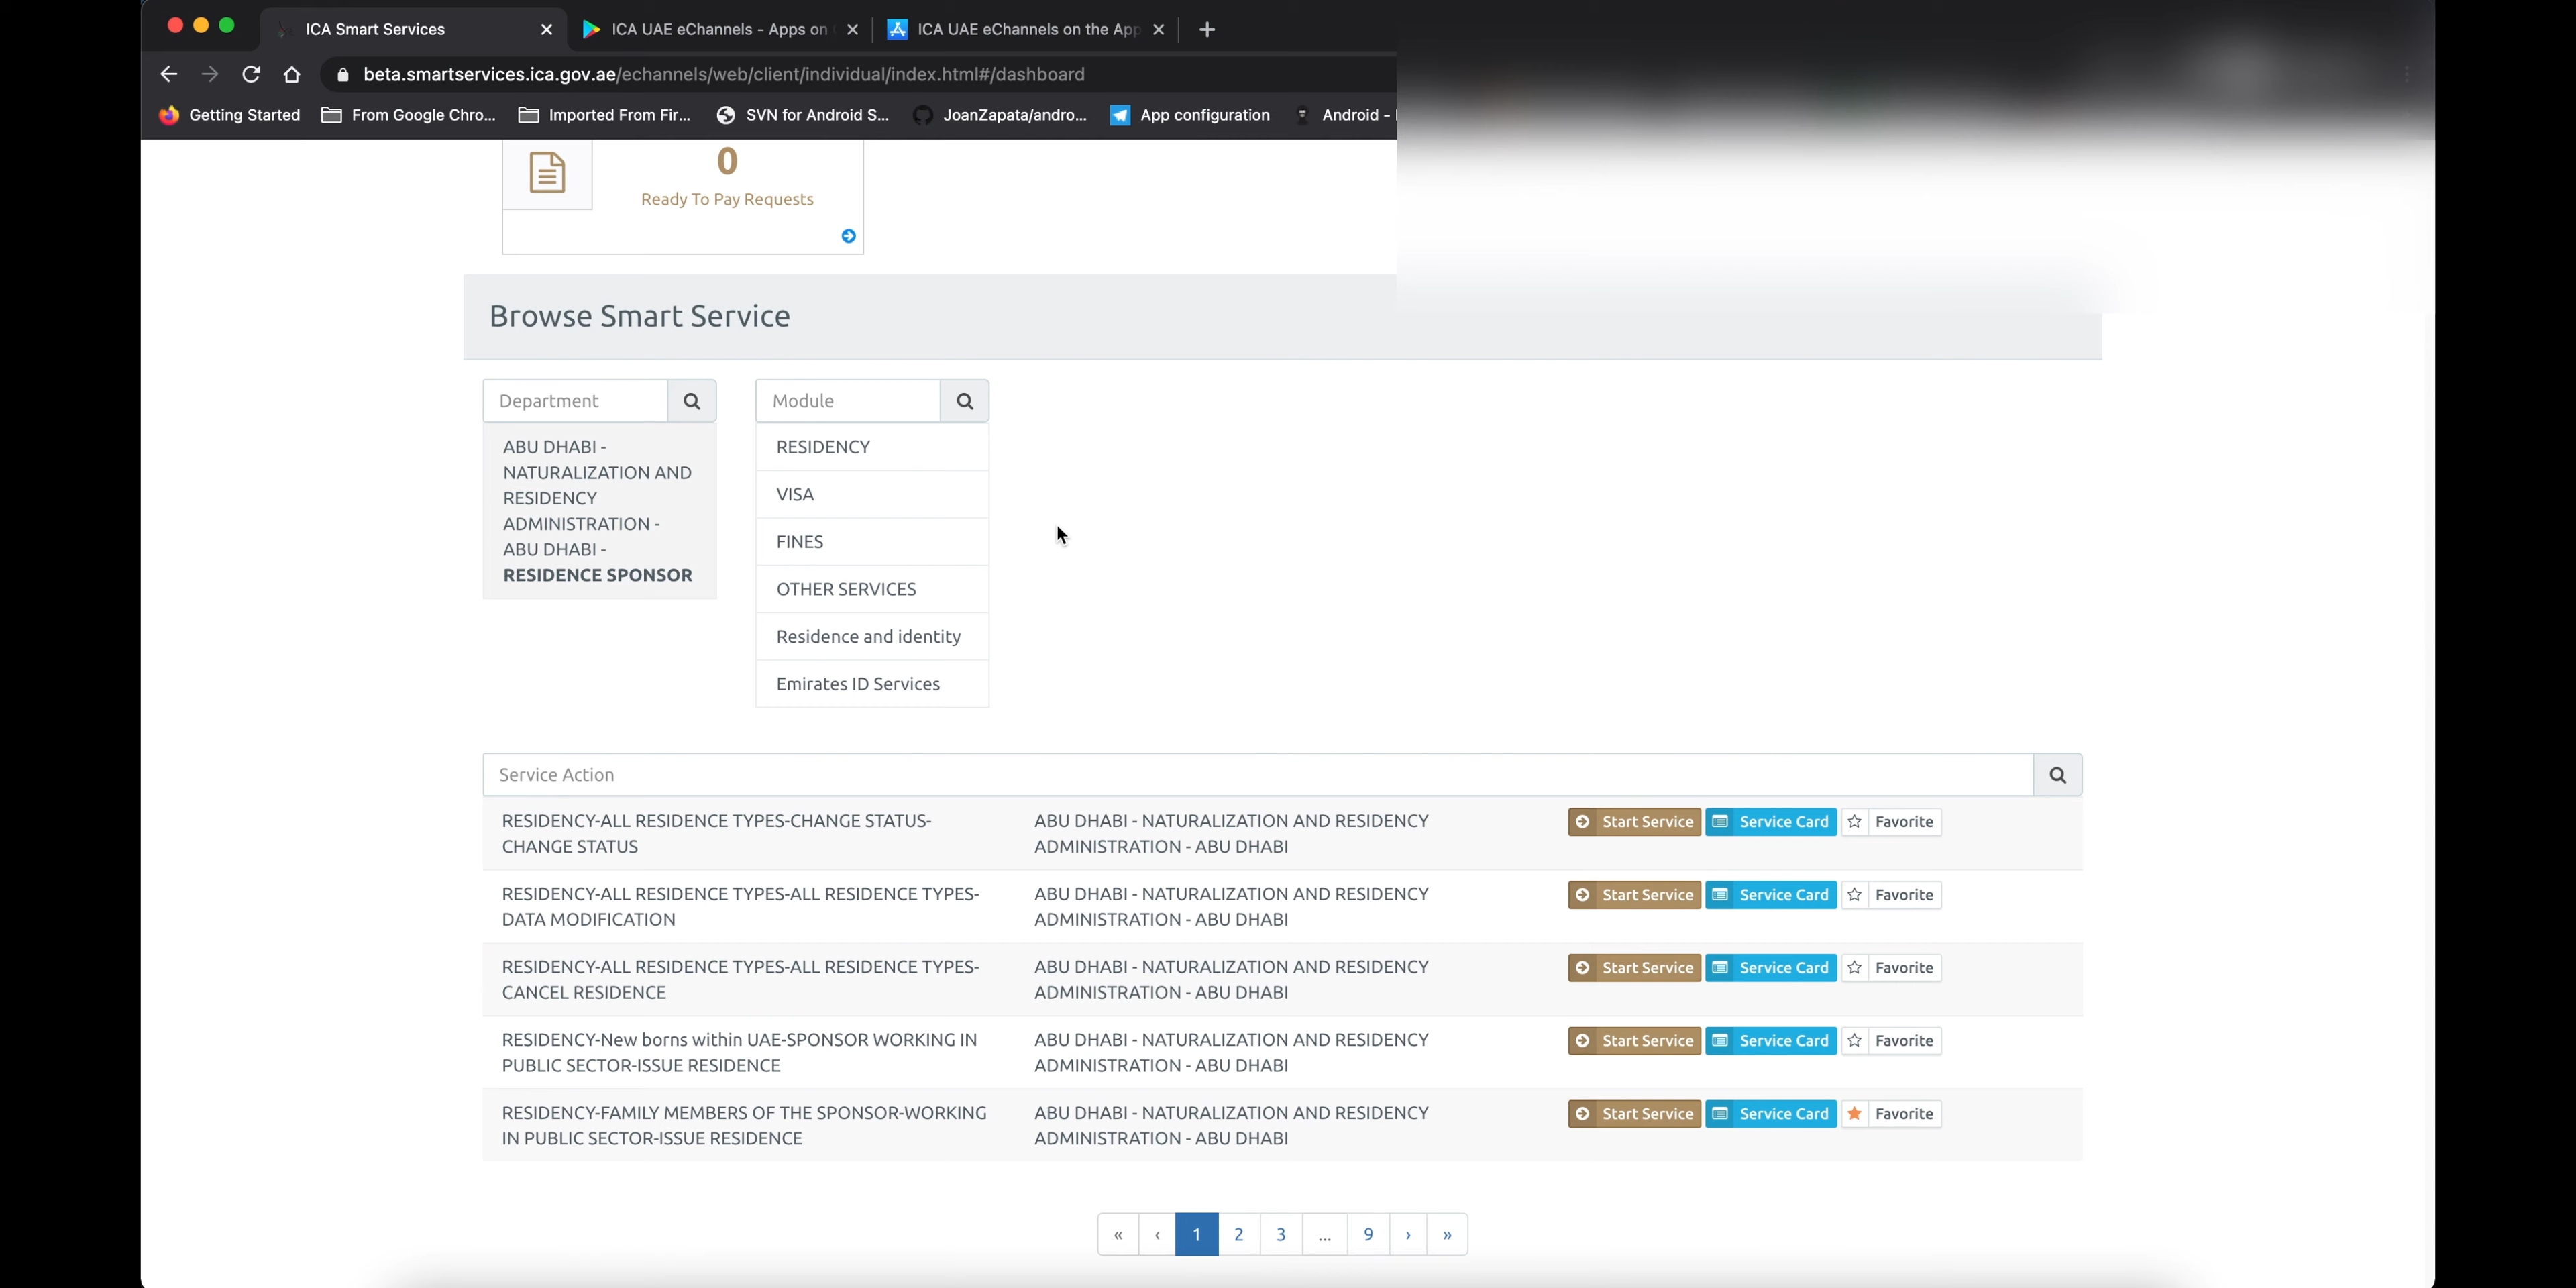 ICA Smart Services
ICA UAE eChannels - Apps on
ICA UAE eChannels on the App
beta.smartservices.ica.gov.ae/echannels/web/client/individual/index.html#/dashboard
Getting Started
From Google Chro...
Imported From Fir...
SVN for Android S...
JoanZapata/andro...
App configuration
Android -
0
Ready To Pay Requests
Browse Smart Service
Department
ABU DHABI -
NATURALIZATION AND
RESIDENCY
ADMINISTRATION -
ABU DHABI -
RESIDENCE SPONSOR
Module
RESIDENCY
VISA
FINES
OTHER SERVICES
Residence and identity
Emirates ID Services
Service Action
RESIDENCY-ALL RESIDENCE TYPES-CHANGE STATUS-
CHANGE STATUS
ABU DHABI - NATURALIZATION AND RESIDENCY
ADMINISTRATION - ABU DHABI
Start Service Service Card Favorite
RESIDENCY-ALL RESIDENCE TYPES-ALL RESIDENCE TYPES-
DATA MODIFICATION
ABU DHABI - NATURALIZATION AND RESIDENCY
ADMINISTRATION - ABU DHABI
Start Service Service Card Favorite
RESIDENCY-ALL RESIDENCE TYPES-ALL RESIDENCE TYPES-
CANCEL RESIDENCE
ABU DHABI - NATURALIZATION AND RESIDENCY
ADMINISTRATION - ABU DHABI
Start Service Service Card Favorite
RESIDENCY-New borns within UAE-SPONSOR WORKING IN
PUBLIC SECTOR-ISSUE RESIDENCE
ABU DHABI - NATURALIZATION AND RESIDENCY
ADMINISTRATION - ABU DHABI
Start Service Service Card Favorite
RESIDENCY-FAMILY MEMBERS OF THE SPONSOR-WORKING
IN PUBLIC SECTOR-ISSUE RESIDENCE
ABU DHABI - NATURALIZATION AND RESIDENCY
ADMINISTRATION - ABU DHABI
Start Service Service Card Favorite
« ‹ 1 2 3 ... 9 › »